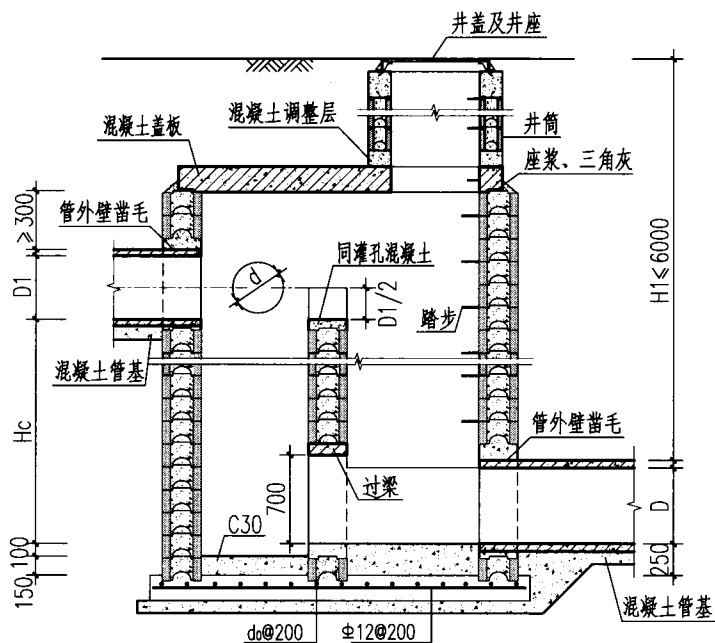 井盖及井座
混凝土调整层
混凝土盖板
井筒
座浆、三角灰
≥300
管外壁凿毛
同灌孔混凝土
H1≤6000
D1
d
D1/2
踏步
混凝土管基
Hc
管外壁凿毛
过梁
700
D
C30
100
150
250
混凝土管基
d₀@200
Φ12@200